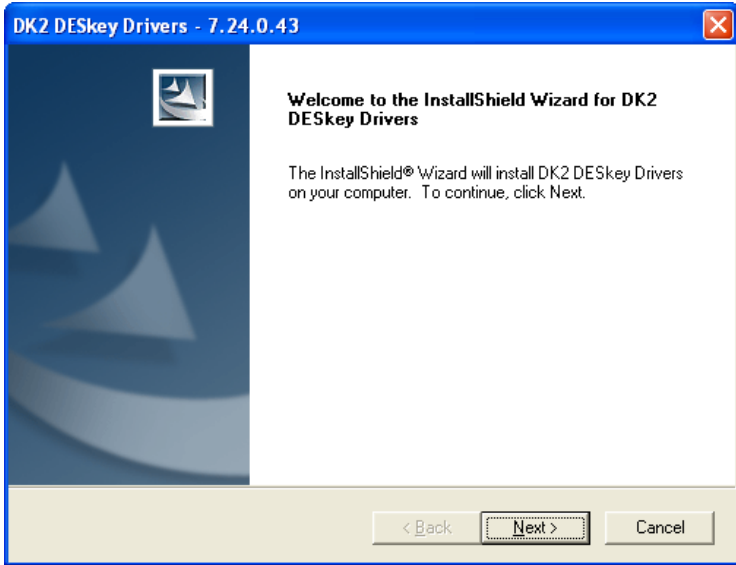 DK2 DESkey Drivers - 7.24.0.43
Welcome to the InstallShield Wizard for DK2
DESkey Drivers
The InstallShield® Wizard will install DK2 DESkey Drivers
on your computer. To continue, click Next.
< Back
Next >
Cancel